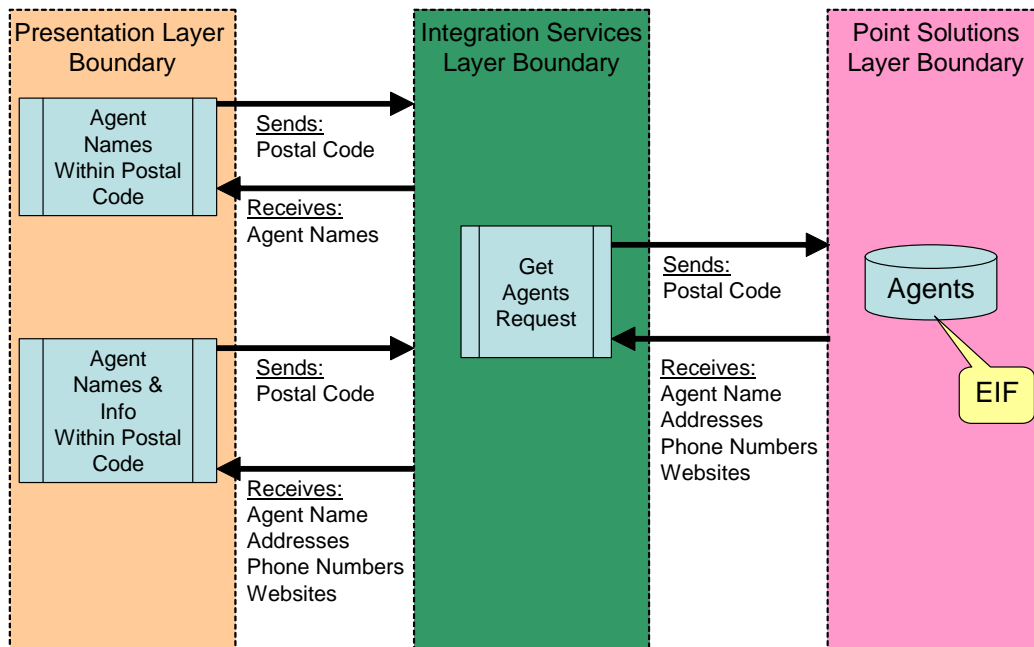 Presentation Layer
Boundary
Integration Services
Layer Boundary
Point Solutions
Layer Boundary
Agent
Names
Within Postal
Code
Sends:
Postal Code
Receives:
Agent Names
Get
Agents
Request
Sends:
Postal Code
Agents
Agent
Names &
Info
Within Postal
Code
Sends:
Postal Code
Receives:
Agent Name
Addresses
Phone Numbers
Websites
EIF
Receives:
Agent Name
Addresses
Phone Numbers
Websites